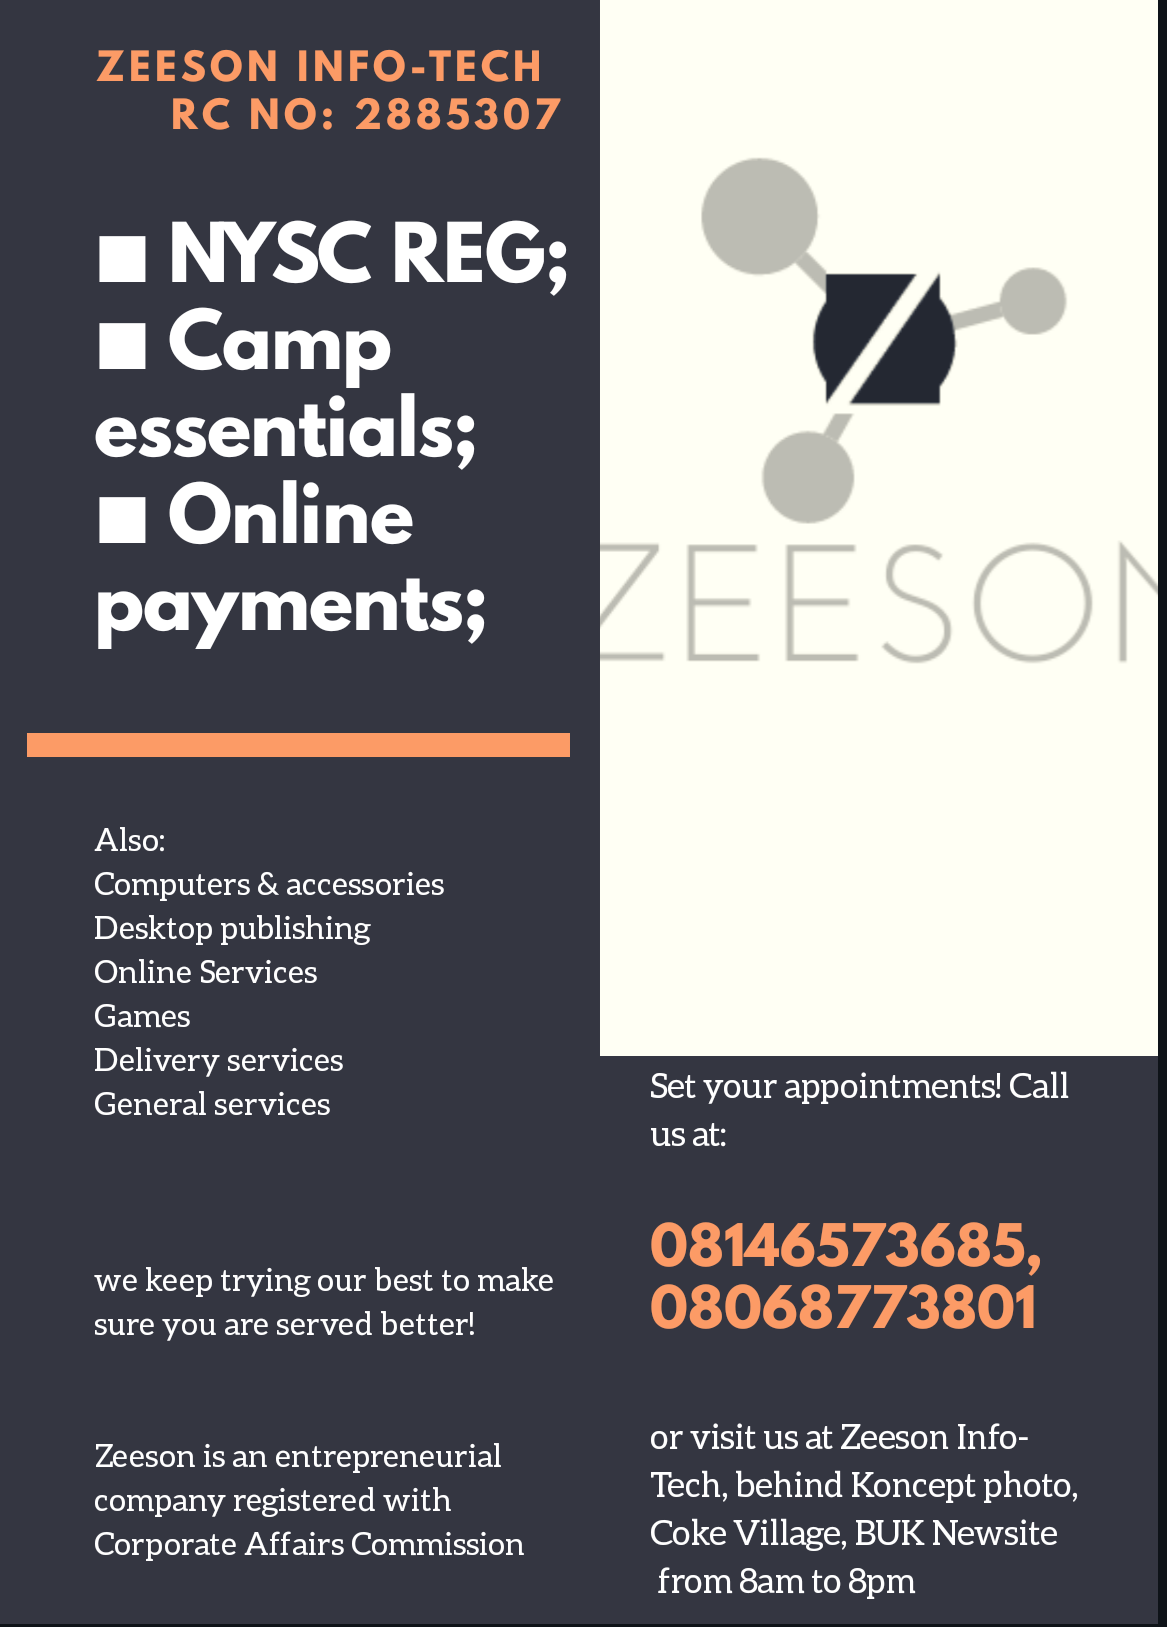 ZEESON INFO-TECH
RC NO: 2885307
■ NYSC REG;
■ Camp
essentials;
■ Online
payments;
Also:
Computers & accessories
Desktop publishing
Online Services
Games
Delivery services
General services
we keep trying our best to make
sure you are served better!
Zeeson is an entrepreneurial
company registered with
Corporate Affairs Commission
ZEESON
Set your appointments! Call
us at:
08146573685,
08068773801
or visit us at Zeeson Info-
Tech, behind Koncept photo,
Coke Village, BUK Newsite
from 8am to 8pm